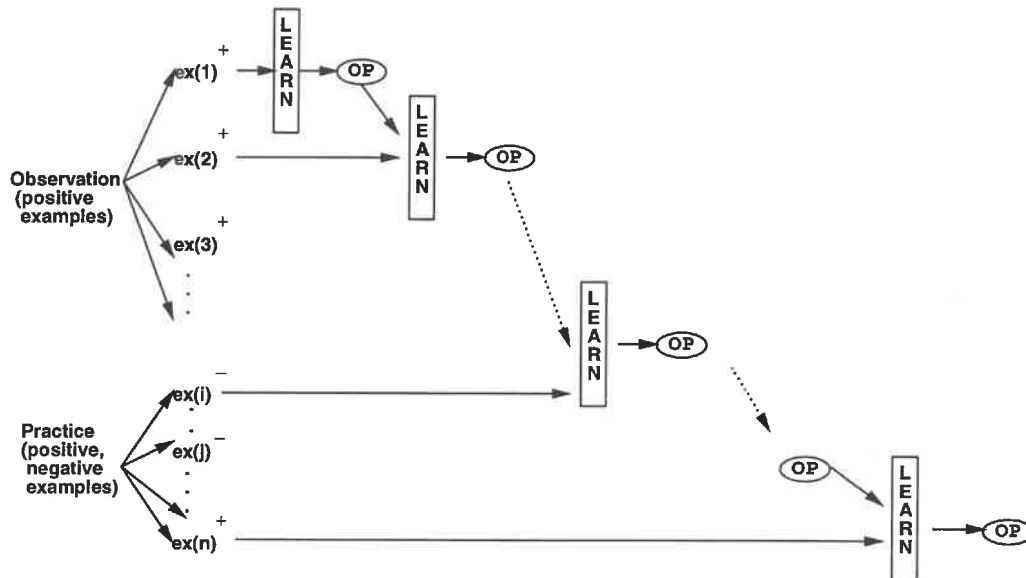 +
ex(1)
LEARN
OP
+
ex(2)
LEARN
OP
Observation
(positive
examples)
+
ex(3)
LEARN
OP
−
ex(i)
Practice
(positive,
negative
examples)
−
ex(j)
OP
LEARN
OP
+
ex(n)